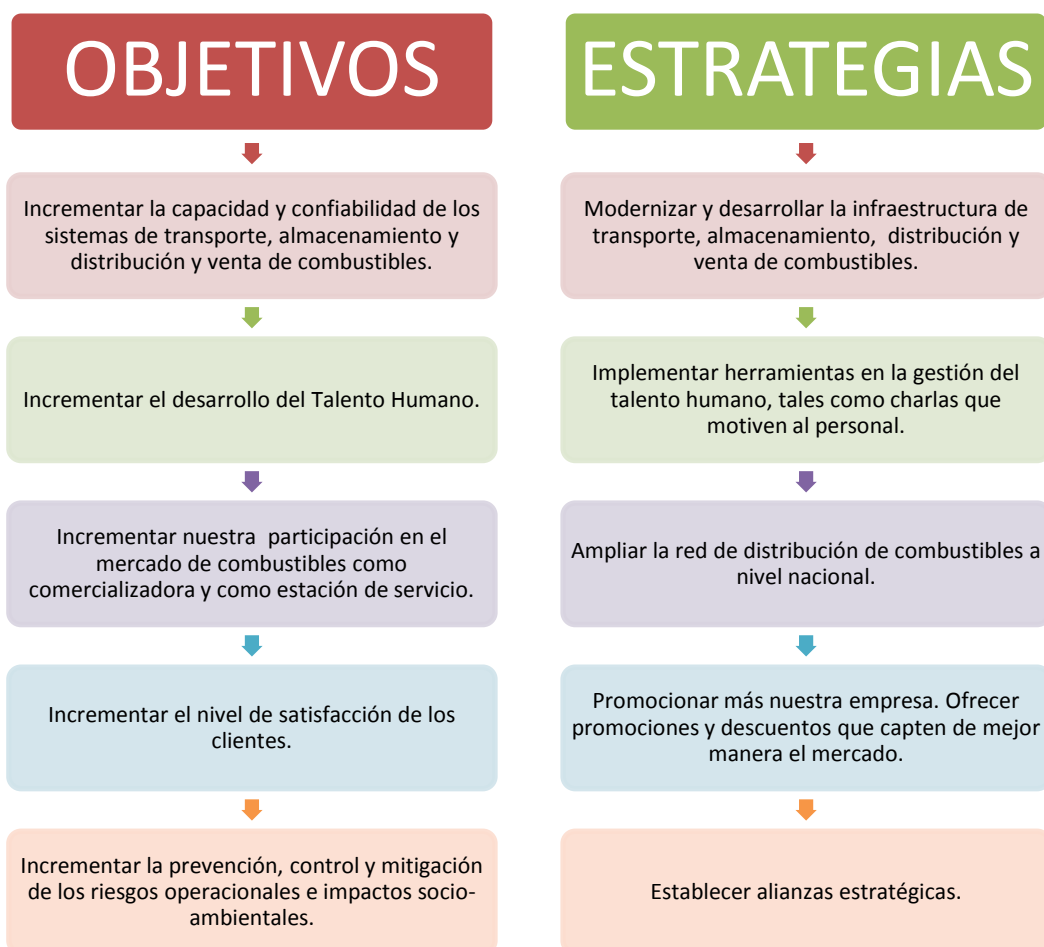 OBJETIVOS
Incrementar la capacidad y confiabilidad de los
sistemas de transporte, almacenamiento y
distribución y venta de combustibles.
Incrementar el desarrollo del Talento Humano.
Incrementar nuestra participación en el
mercado de combustibles como
comercializadora y como estación de servicio.
Incrementar el nivel de satisfacción de los
clientes.
Incrementar la prevención, control y mitigación
de los riesgos operacionales e impactos socio-
ambientales.
ESTRATEGIAS
Modernizar y desarrollar la infraestructura de
transporte, almacenamiento, distribución y
venta de combustibles.
Implementar herramientas en la gestión del
talento humano, tales como charlas que
motiven al personal.
Ampliar la red de distribución de combustibles a
nivel nacional.
Promocionar más nuestra empresa. Ofrecer
promociones y descuentos que capten de mejor
manera el mercado.
Establecer alianzas estratégicas.